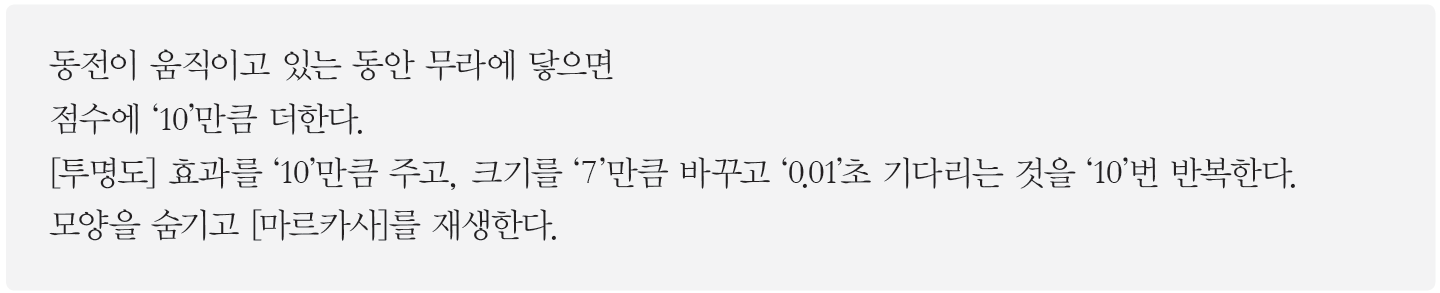 동전이 움직이고 있는 동안 무라에 닿으면
점수에 ‘10’만큼 더한다.
[투명도] 효과를 ‘10’만큼 주고, 크기를 ‘7’만큼 바꾸고 ‘0.01’초 기다리는 것을 ‘10’번 반복한다.
모양을 숨기고 [마르카사]를 재생한다.